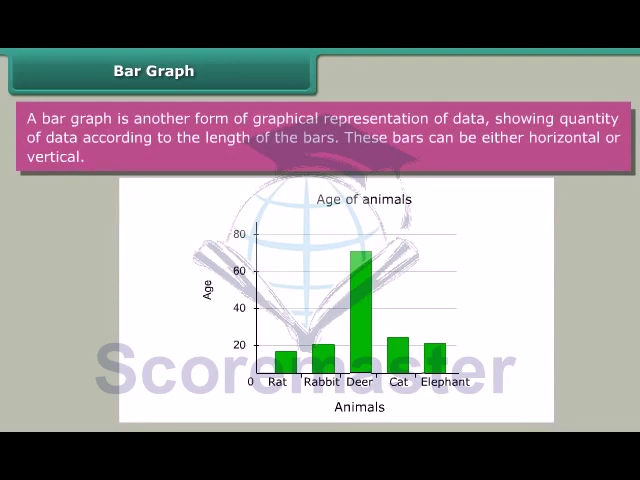 Bar Graph
A bar graph is another form of graphical representation of data, showing quantity
of data according to the length of the bars. These bars can be either horizontal or
vertical.
Age of animals
80
60
Age
40
20
0 Rat Rabbit Deer Cat Elephant
Animals
Scoremaster